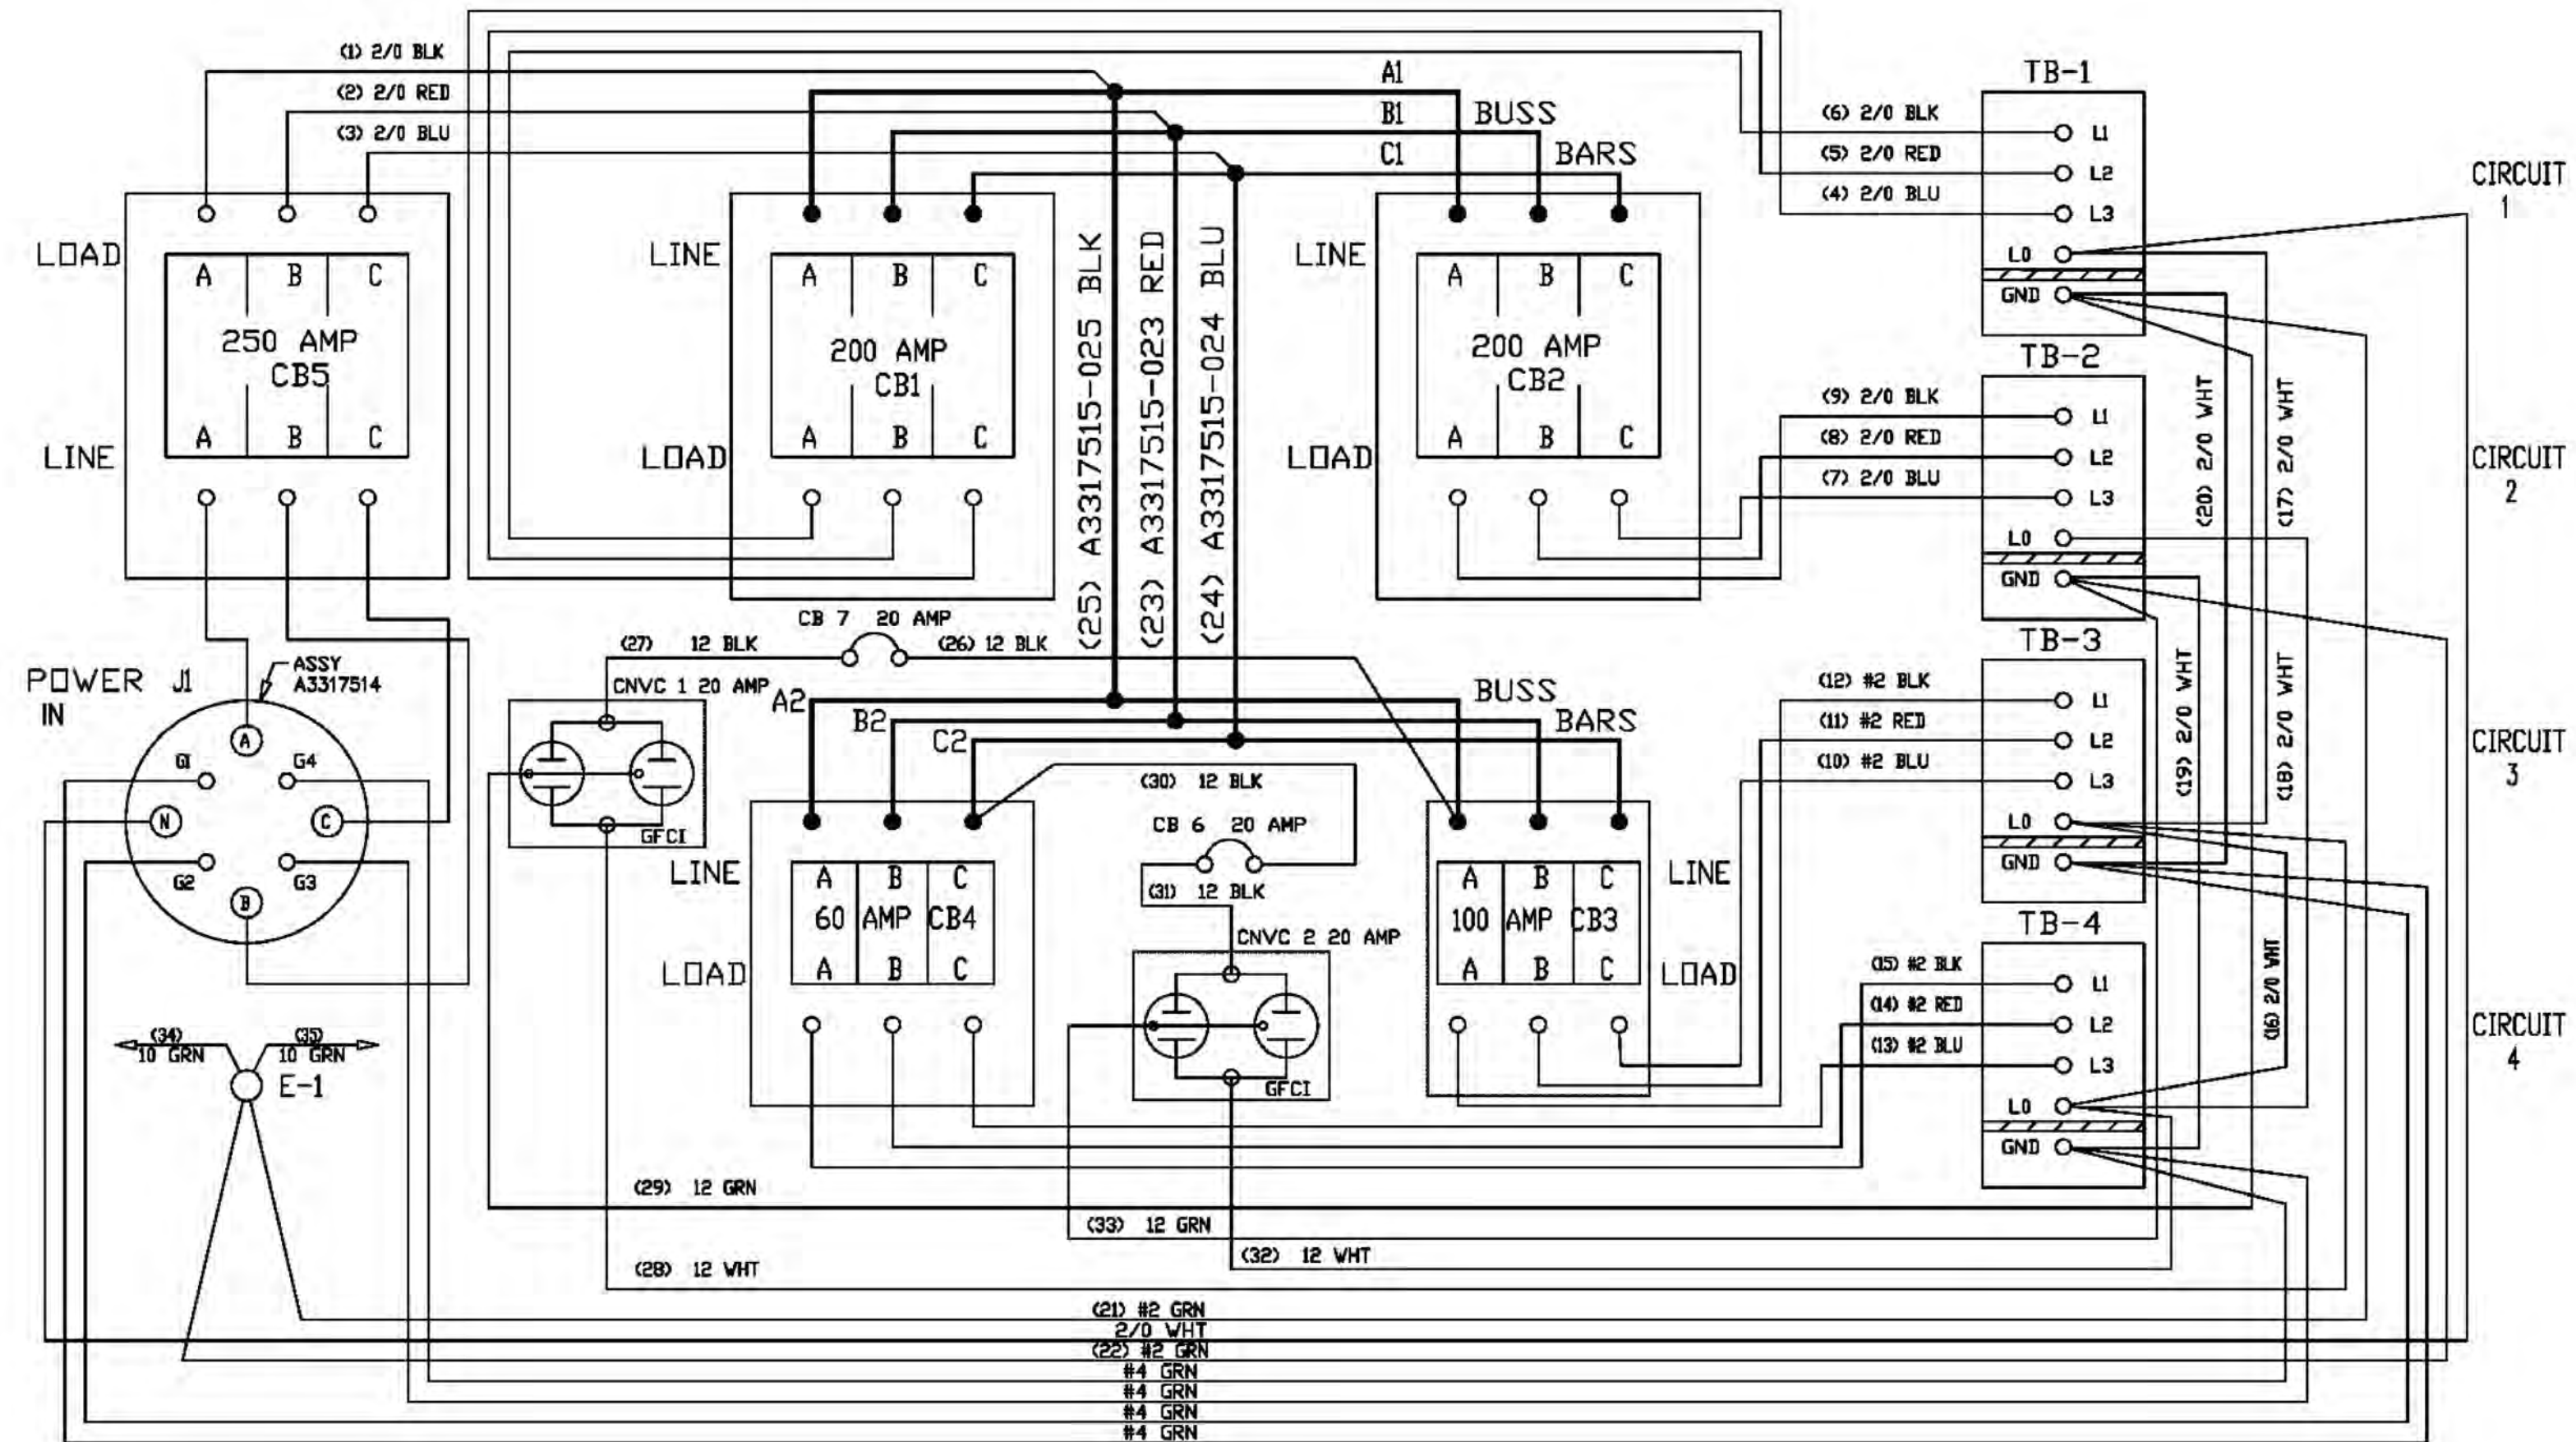 (1) 2/0 BLK
(2) 2/0 RED
(3) 2/0 BLU
LOAD
A B C
250 AMP
CB5
A B C
LINE
LINE
A B C
200 AMP
CB1
A B C
LOAD
A1
B1 BUSS
C1 BARS
LINE
A B C
200 AMP
CB2
A B C
LOAD
(25) A3317515-025 BLK
(23) A3317515-023 RED
(24) A3317515-024 BLU
(6) 2/0 BLK
(5) 2/0 RED
(4) 2/0 BLU
TB-1
L1
L2
L3
L0
GND
CIRCUIT
1
(9) 2/0 BLK
(8) 2/0 RED
(7) 2/0 BLU
TB-2
L1
L2
L3
L0
GND
CIRCUIT
2
(20) 2/0 WHT
(17) 2/0 WHT
POWER J1
IN
ASSY
A3317514
A
G1 G4
N C
G2 G3
B
(27) 12 BLK
CB 7 20 AMP
(26) 12 BLK
CNVC 1 20 AMP
GFCI
A2
B2
C2
BUSS
BARS
LINE
A B C
60 AMP CB4
A B C
LOAD
(30) 12 BLK
CB 6 20 AMP
(31) 12 BLK
CNVC 2 20 AMP
GFCI
LINE
A B C
100 AMP CB3
A B C
LOAD
(12) #2 BLK
(11) #2 RED
(10) #2 BLU
TB-3
L1
L2
L3
L0
GND
CIRCUIT
3
(19) 2/0 WHT
(18) 2/0 WHT
(15) #2 BLK
(14) #2 RED
(13) #2 BLU
TB-4
L1
L2
L3
L0
GND
CIRCUIT
4
(16) 2/0 WHT
(34)
10 GRN
(35)
10 GRN
E-1
(29) 12 GRN
(33) 12 GRN
(32) 12 WHT
(28) 12 WHT
(21) #2 GRN
2/0 WHT
(22) #2 GRN
#4 GRN
#4 GRN
#4 GRN
#4 GRN